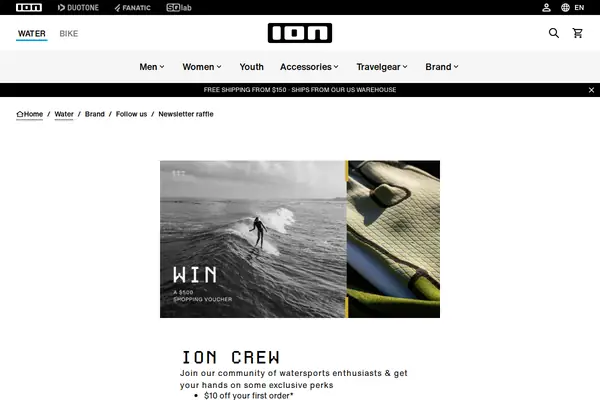 ION DUOTONE FANATIC SQlab EN
WATER BIKE
ION
Men Women Youth Accessories Travelgear Brand
FREE SHIPPING FROM $150 · SHIPS FROM OUR US WAREHOUSE
Home / Water / Brand / Follow us / Newsletter raffle
WIN
A $500
SHOPPING VOUCHER
ION CREW
Join our community of watersports enthusiasts & get
your hands on some exclusive perks
• $10 off your first order*